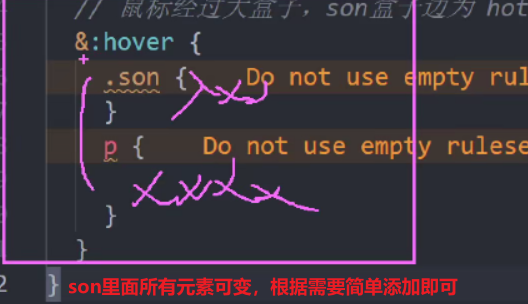 // 鼠标经过大盒子，son盒子边为 hot
&:hover {
.son { Do not use empty rul
}
p { Do not use empty rulese
}
}
2 } son里面所有元素可变，根据需要简单添加即可